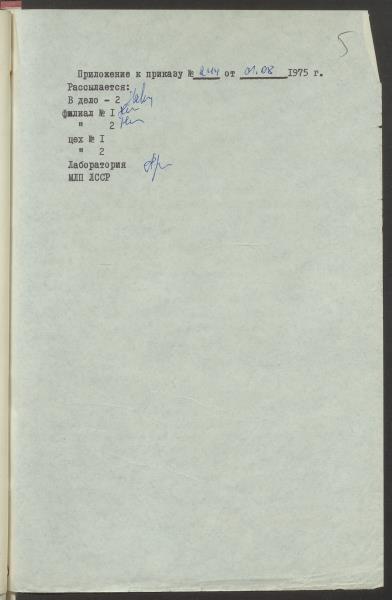 5
Приложение к приказу № 244 от 01.08 1975 г.
Рассылается:
В дело - 2
филиал № I
" 2
цех № I
" 2
Лаборатория
МЛП ЛССР